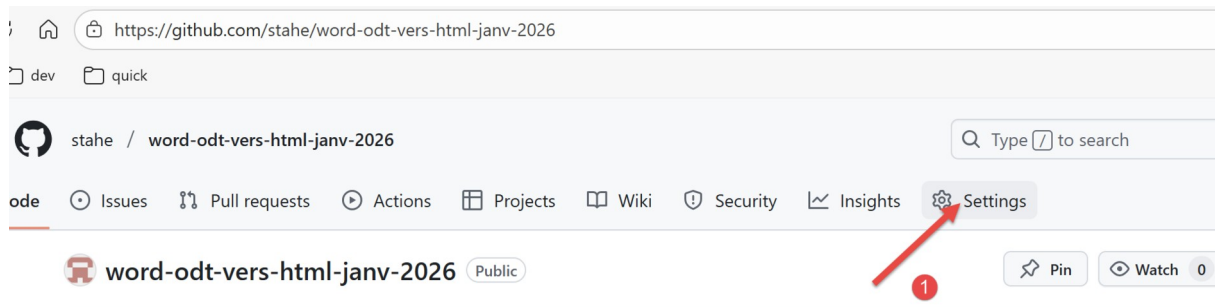 https://github.com/stahe/word-odt-vers-html-janv-2026
dev quick
stahe / word-odt-vers-html-janv-2026 Type / to search
ode Issues Pull requests Actions Projects Wiki Security Insights Settings
word-odt-vers-html-janv-2026 Public Pin Watch 0
1